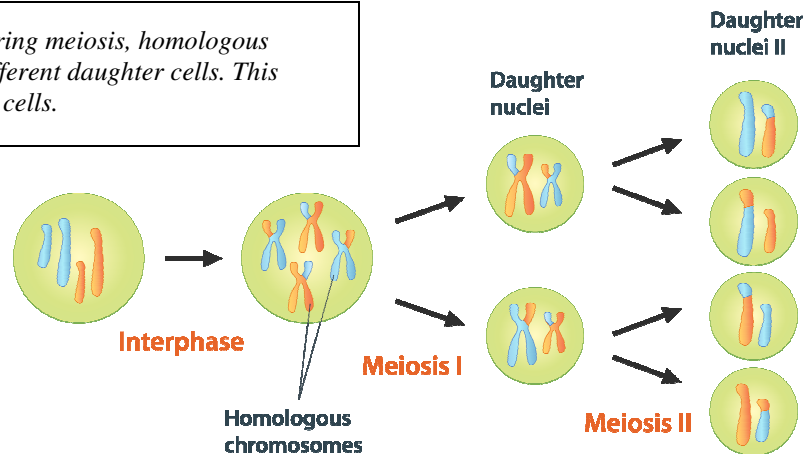 ring meiosis, homologous
fferent daughter cells. This
cells.
Daughter
nuclei II
Daughter
nuclei
Interphase
Meiosis I
Homologous
chromosomes
Meiosis II